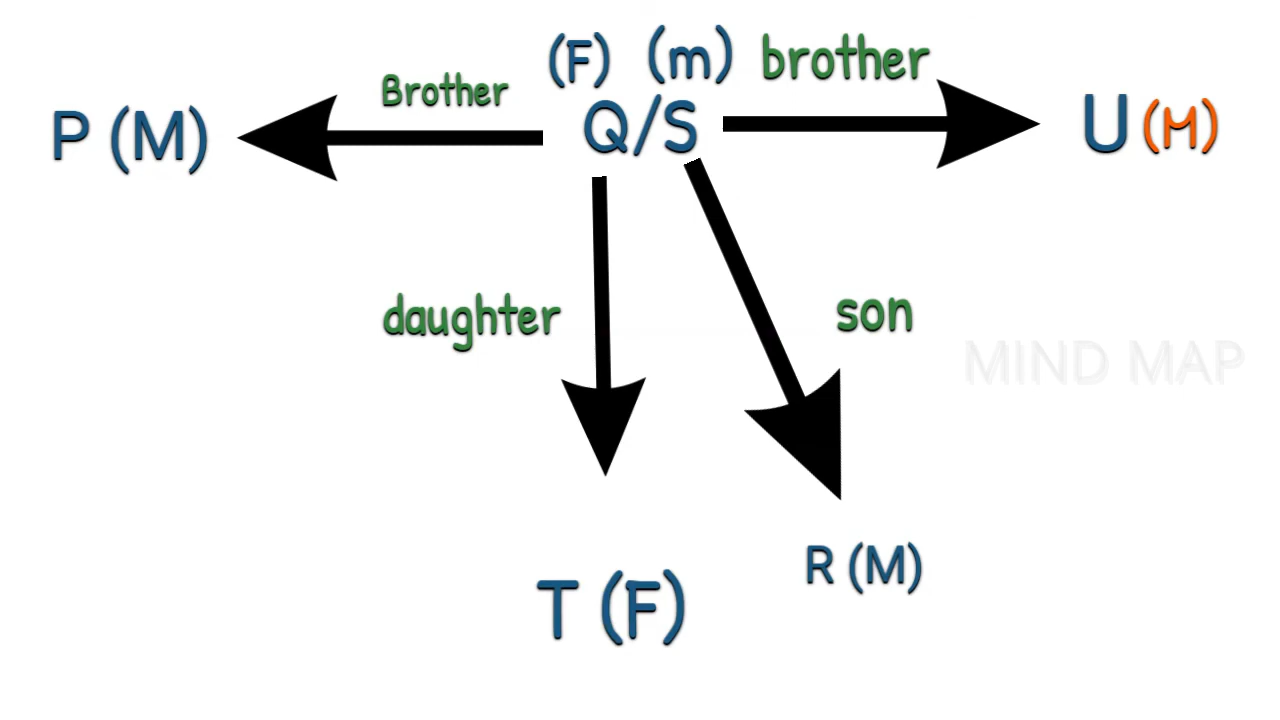 (F) (m) brother
Brother
P (M) Q/S U (M)
daughter son
MIND MAP
R (M)
T (F)